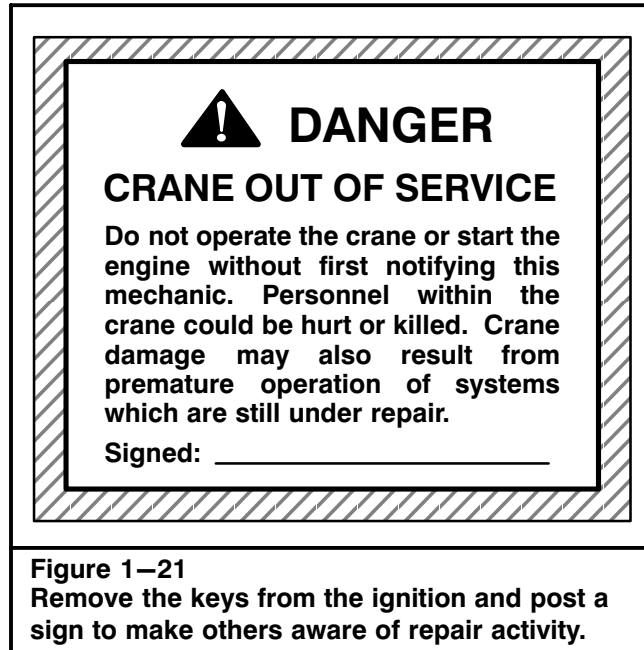 DANGER
CRANE OUT OF SERVICE
Do not operate the crane or start the
engine without first notifying this
mechanic. Personnel within the
crane could be hurt or killed. Crane
damage may also result from
premature operation of systems
which are still under repair.
Signed:
Figure 1—21
Remove the keys from the ignition and post a
sign to make others aware of repair activity.